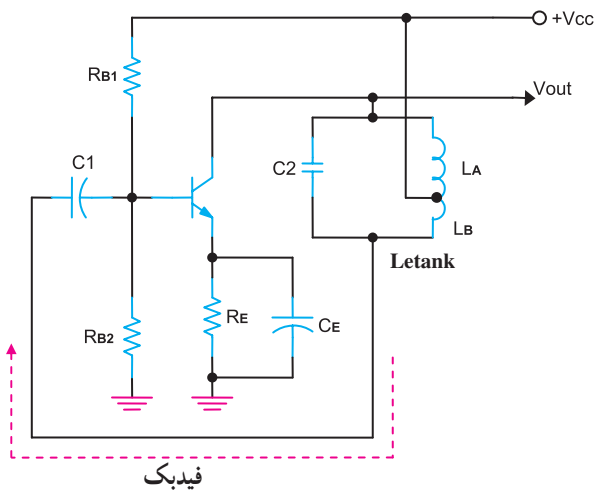 +Vcc
RB1
Vout
C1
C2
LA
LB
Letank
RB2
RE
CE
فیدبک